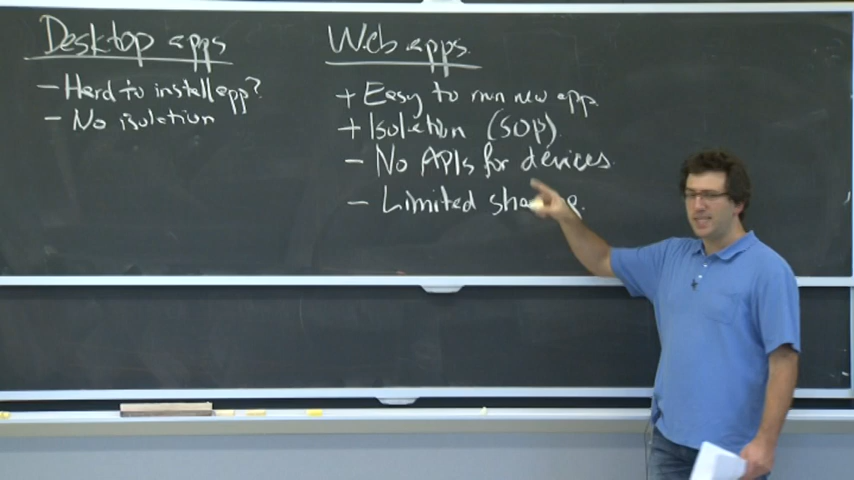 Desktop apps
- Hard to install app?
- No isolation
Web apps
+ Easy to run new app.
+ Isolation (SOP).
- No APIs for devices.
- Limited